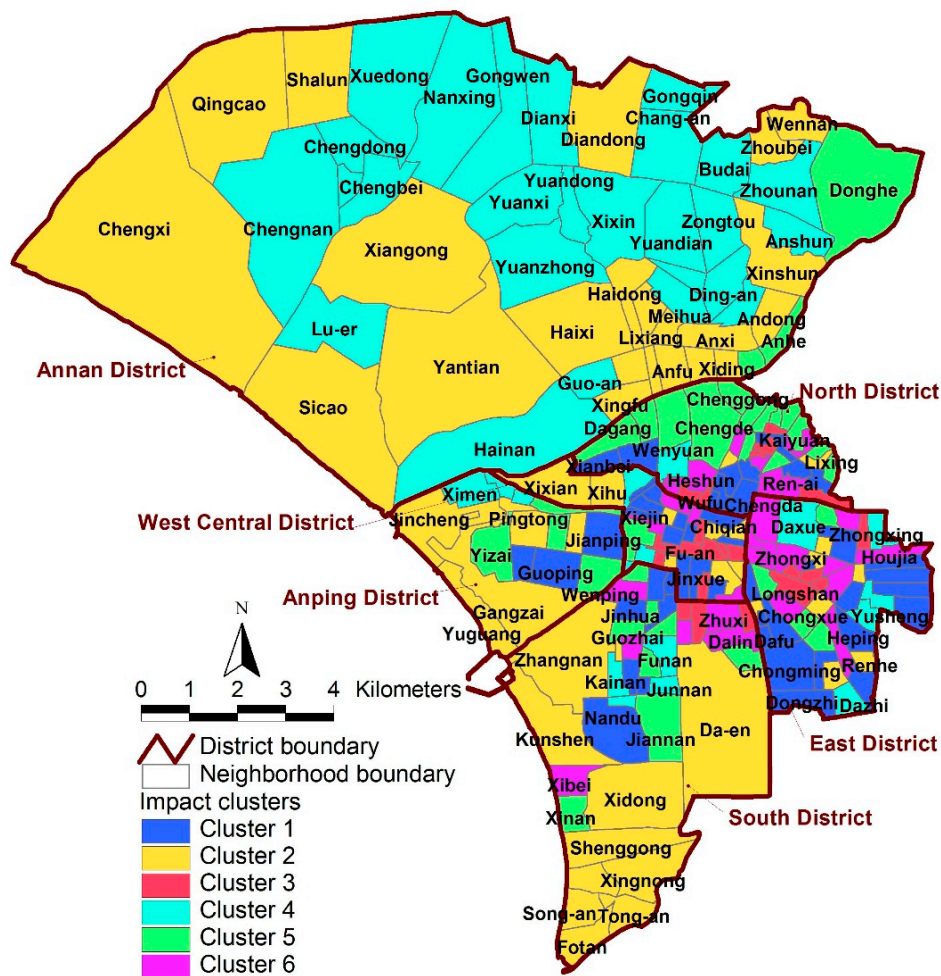 Gongwen
Xuedong
Shalun
Nanxing
Gongqin
Qingcao
Dianxi
Chang-an
Wennan
Diandong
Zhoubei
Chengdong
Budai
Yuandong
Chengbei
Zhounan
Donghe
Yuanxi
Xixin
Zongtou
Chengxi
Chengnan
Yuandian
Anshun
Xiangong
Yuanzhong
Xinshun
Haidong
Ding-an
Meihua
Andong
Lu-er
Haixi
Lixiang
Anxi
Anhe
Annan District
Yantian
Anfu
Xiding
Guo-an
North District
Sicao
Xingfu
Chenggong
Dagang
Chengde
Hainan
Wenyuan
Kaiyuan
Xianbei
Lixing
Heshun
Ren-ai
Ximen
Xixian
Xihu
Wufu
Chengda
West Central District
Jincheng
Pingtong
Xiejin
Chiqian
Daxue
Zhongxing
Jianping
Yizai
Fu-an
Zhongxi
Houjia
Guoping
Jinxue
Anping District
Wenping
Longshan
Gangzai
Jinhua
Zhuxi
Chongxue
Yusheng
Yuguang
Guozhai
Dalin
Dafu
Heping
N
Zhangnan
Funan
Renhe
Kainan
Chongming
0 1 2 3 4
Kilometers
Junnan
Dongzhi
Dazhi
Nandu
Da-en
District boundary
Kunshen
Jiannan
East District
Neighborhood boundary
Xibei
Impact clusters
Xidong
Cluster 1
Xinan
South District
Cluster 2
Shenggong
Cluster 3
Xingnong
Cluster 4
Song-an
Tong-an
Cluster 5
Fotan
Cluster 6